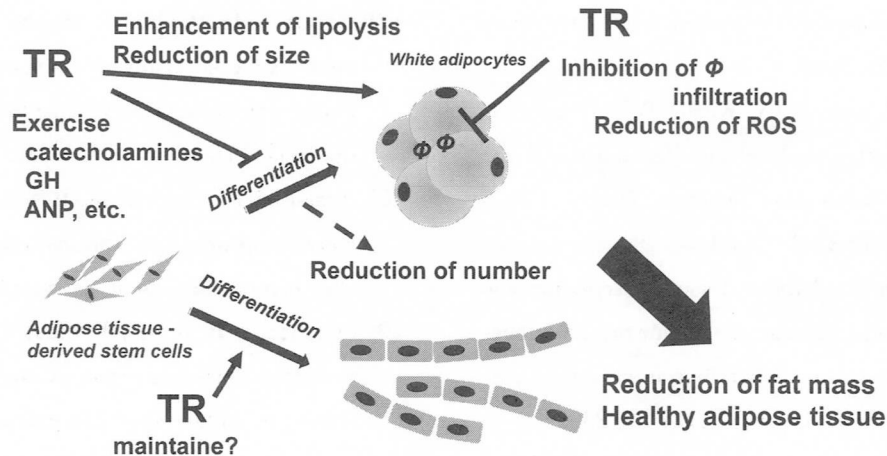 TR
Enhancement of lipolysis
Reduction of size
White adipocytes
TR
Inhibition of Φ
infiltration
Reduction of ROS
Exercise
catecholamines
GH
ANP, etc.
Differentiation
Φ Φ
Reduction of number
Adipose tissue -
derived stem cells
Differentiation
TR
maintaine?
Reduction of fat mass
Healthy adipose tissue